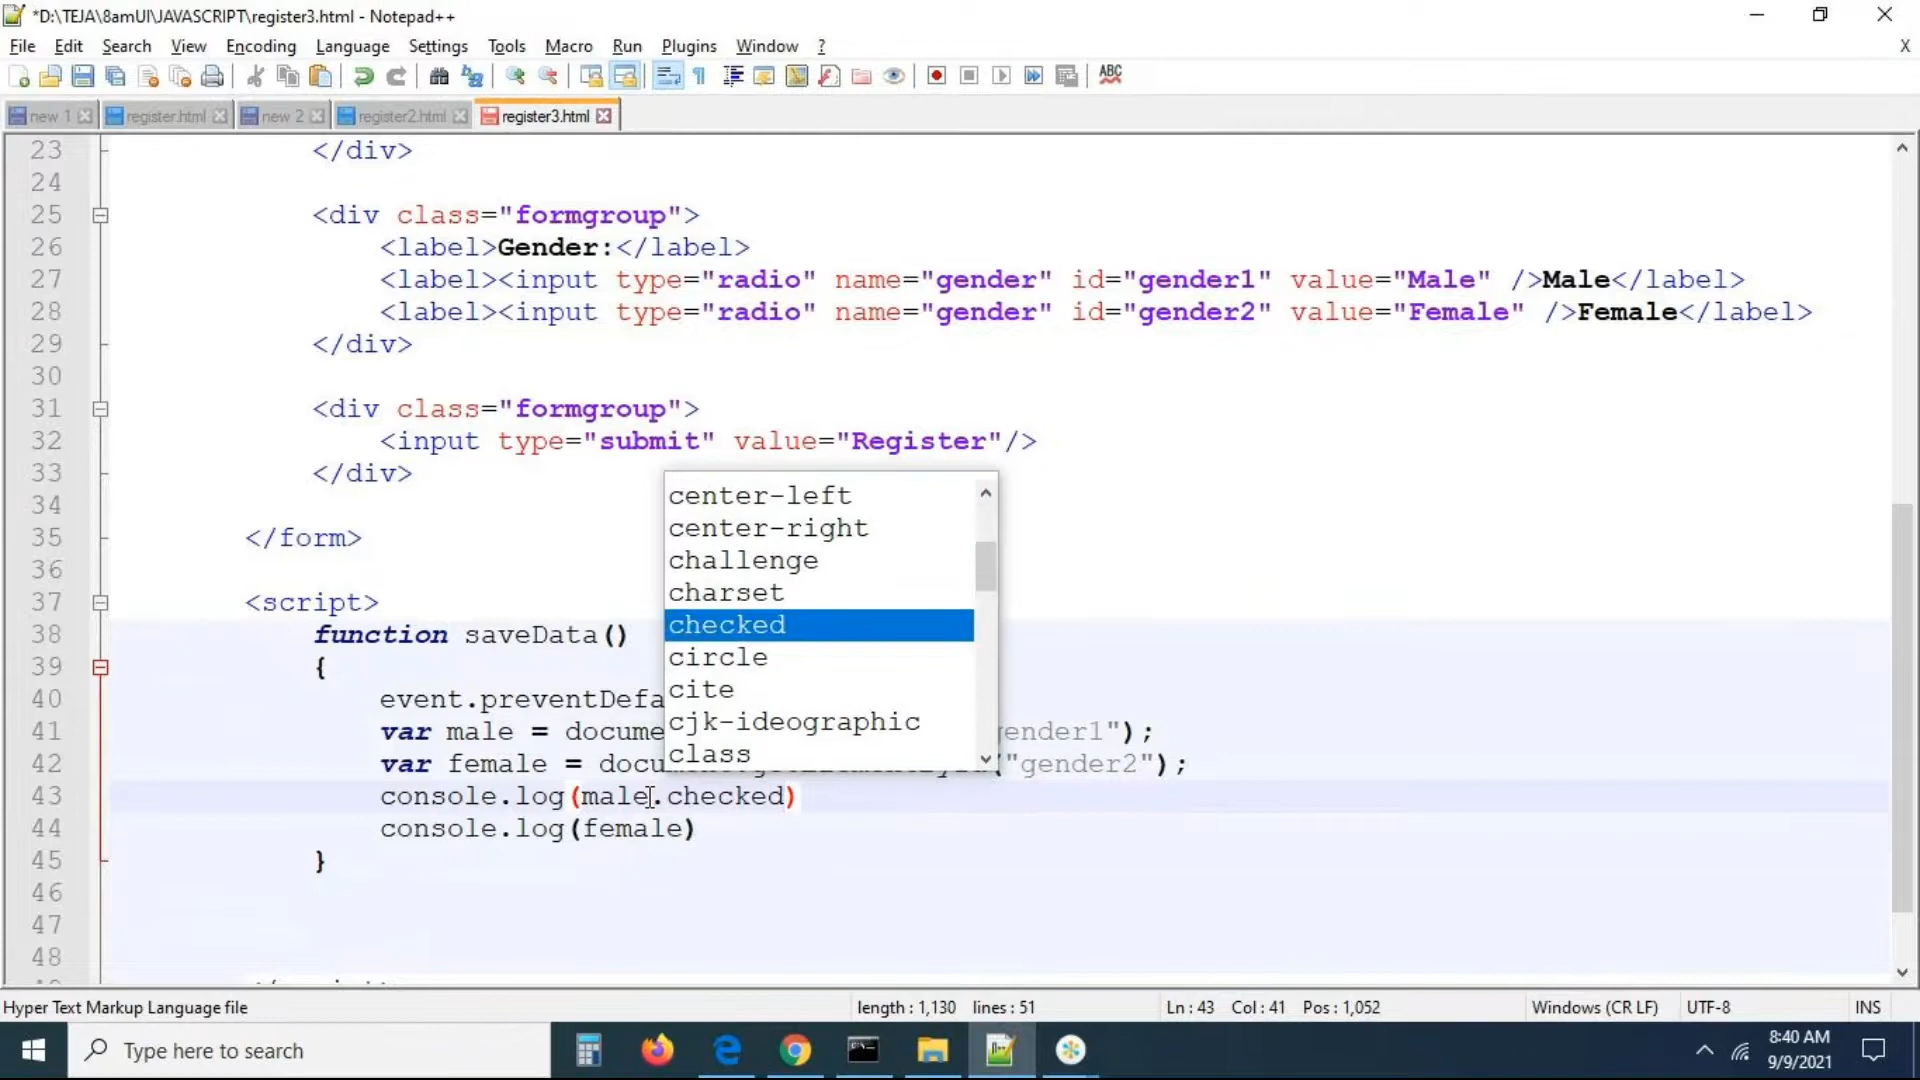 *D:\TEJA\8amUI\JAVASCRIPT\register3.html - Notepad++
File Edit Search View Encoding Language Settings Tools Macro Run Plugins Window ? X
new 1 register.html new 2 register2.html register3.html
23 </div>
24
25 <div class="formgroup">
26 <label>Gender:</label>
27 <label><input type="radio" name="gender" id="gender1" value="Male" />Male</label>
28 <label><input type="radio" name="gender" id="gender2" value="Female" />Female</label>
29 </div>
30
31 <div class="formgroup">
32 <input type="submit" value="Register"/>
33 </div>
34
35 </form>
36
37 <script>
38 function saveData()
39 {
40 event.preventDefa
41 var male = docume gender1");
42 var female = docu ("gender2");
43 console.log(male.checked)
44 console.log(female)
45 }
46
47
48
center-left
center-right
challenge
charset
checked
circle
cite
cjk-ideographic
class
Hyper Text Markup Language file length : 1,130 lines : 51 Ln : 43 Col : 41 Pos : 1,052 Windows (CR LF) UTF-8 INS
Type here to search
8:40 AM
9/9/2021